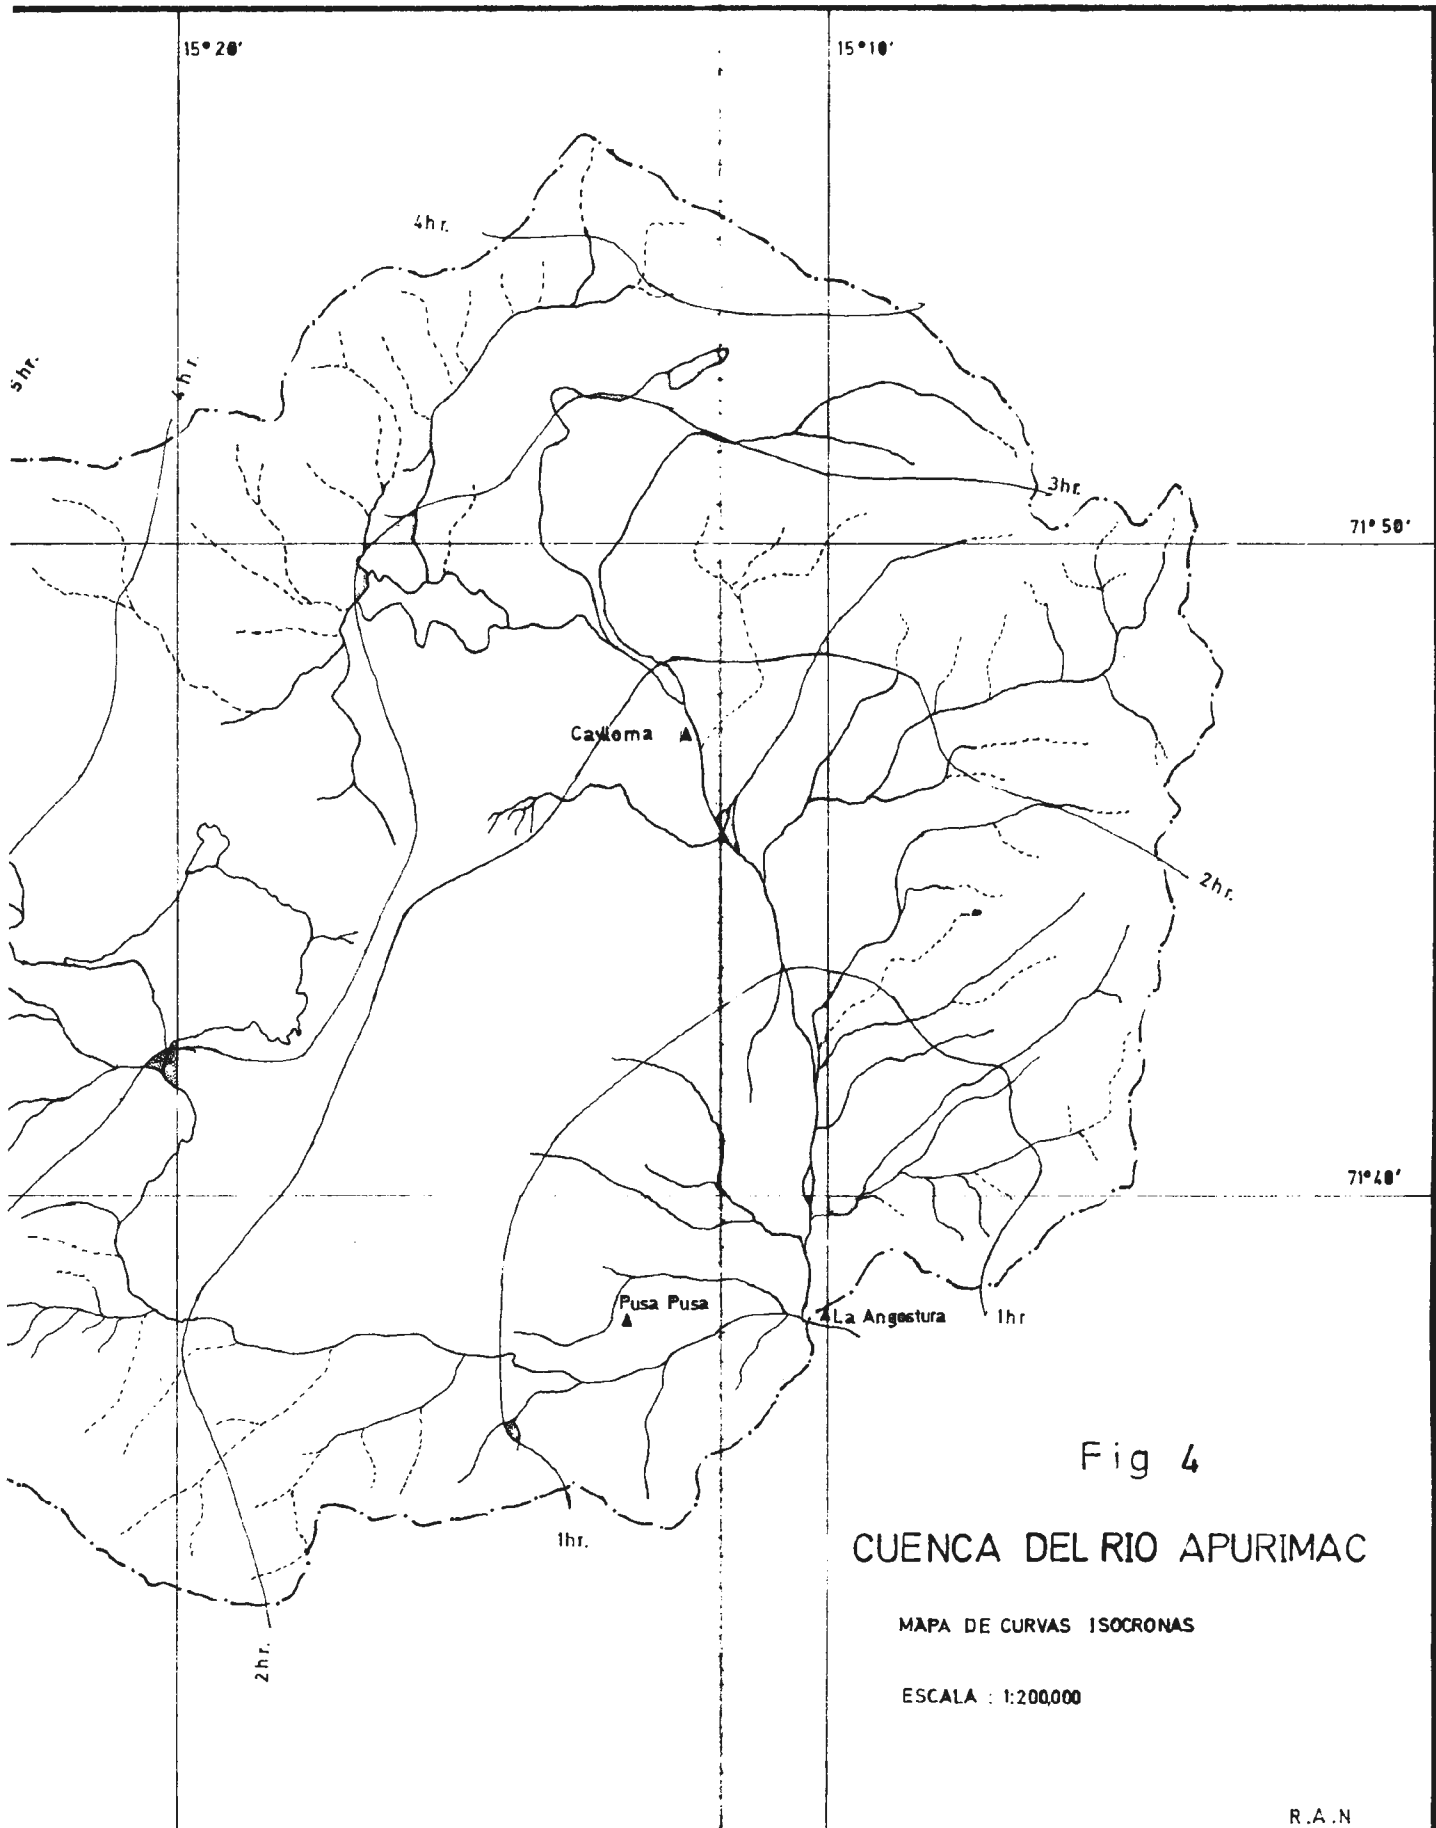 15°20'
15°10'
4hr.
5hr.
4hr.
3hr.
71°50'
Caylloma
2hr.
71°40'
Pusa Pusa
La Angostura
1hr
Fig 4
1hr.
CUENCA DEL RIO APURIMAC
MAPA DE CURVAS ISOCRONAS
2hr.
ESCALA : 1:200,000
R.A.N